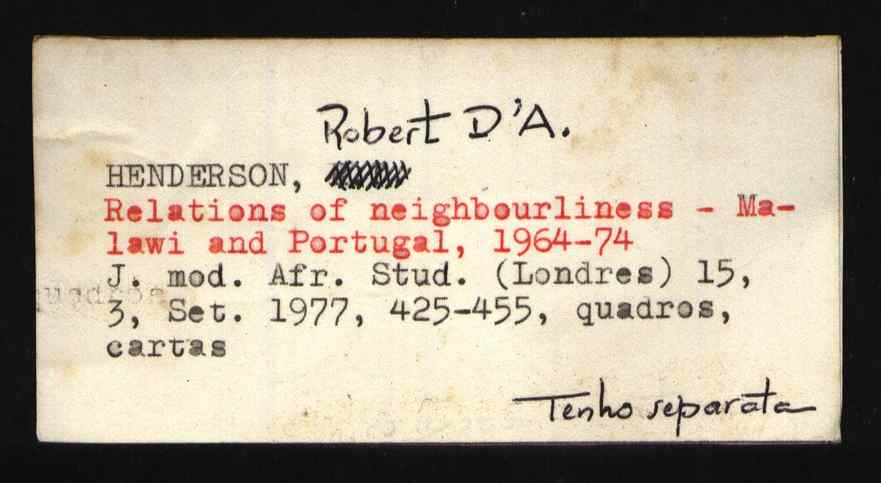 Robert D'A.
HENDERSON,
Relations of neighbourliness - Ma-
lawi and Portugal, 1964-74
J. mod. Afr. Stud. (Londres) 15,
3, Set. 1977, 425-455, quadros,
cartas
Tenho separata